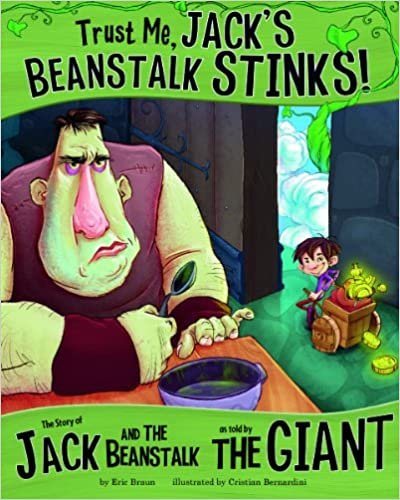 Trust Me, JACK'S
BEANSTALK STINKS!
The Story of
JACK AND THE BEANSTALK as told by THE GIANT
by Eric Braun illustrated by Cristian Bernardini